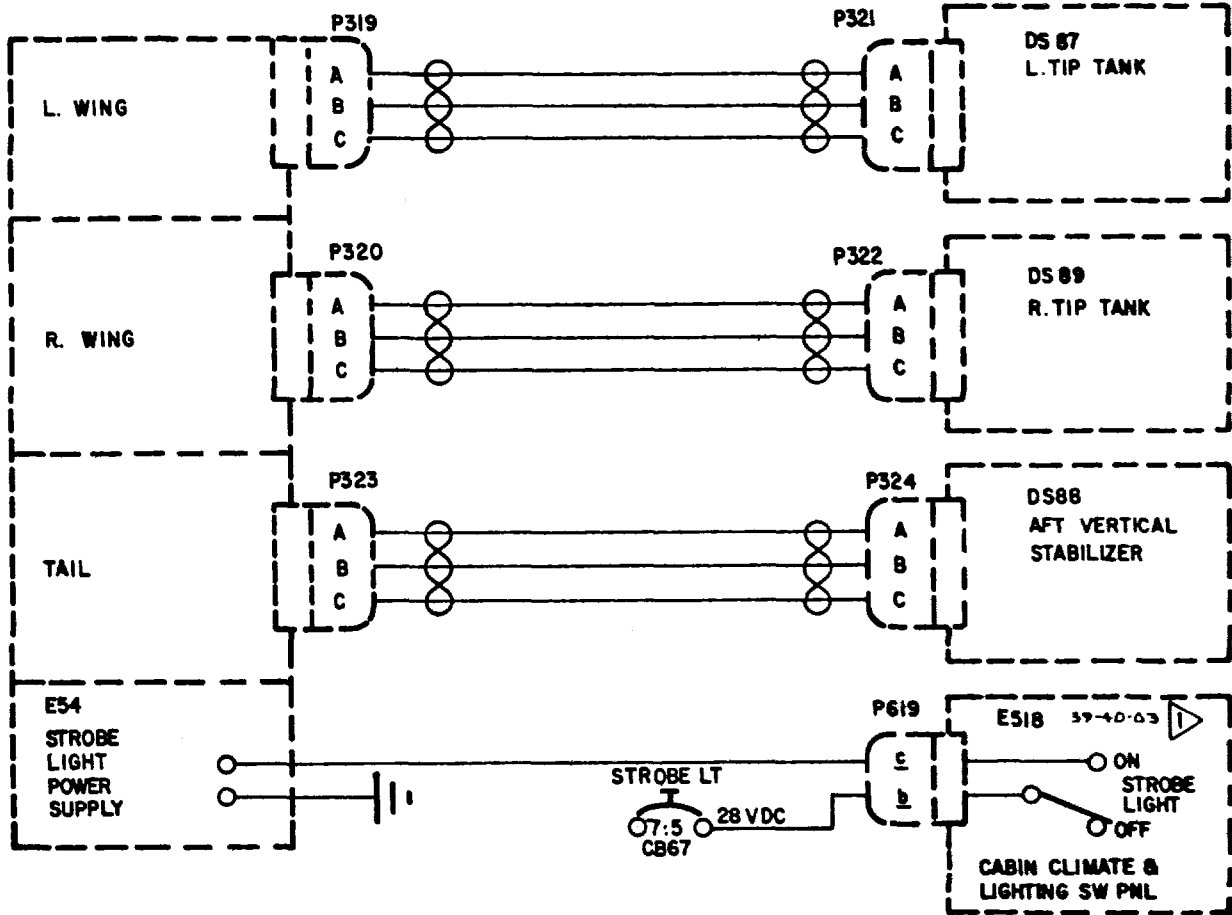 P319
P321
L. WING
A
B
C
A
B
C
DS 87
L. TIP TANK
P320
P322
R. WING
A
B
C
A
B
C
DS 89
R. TIP TANK
P323
P324
TAIL
A
B
C
A
B
C
DS88
AFT VERTICAL
STABILIZER
E54
STROBE
LIGHT
POWER
SUPPLY
P619
c
b
STROBE LT
7:5
CB67
28 VDC
E518 39-40-03 1
ON
STROBE
LIGHT
OFF
CABIN CLIMATE &
LIGHTING SW PNL